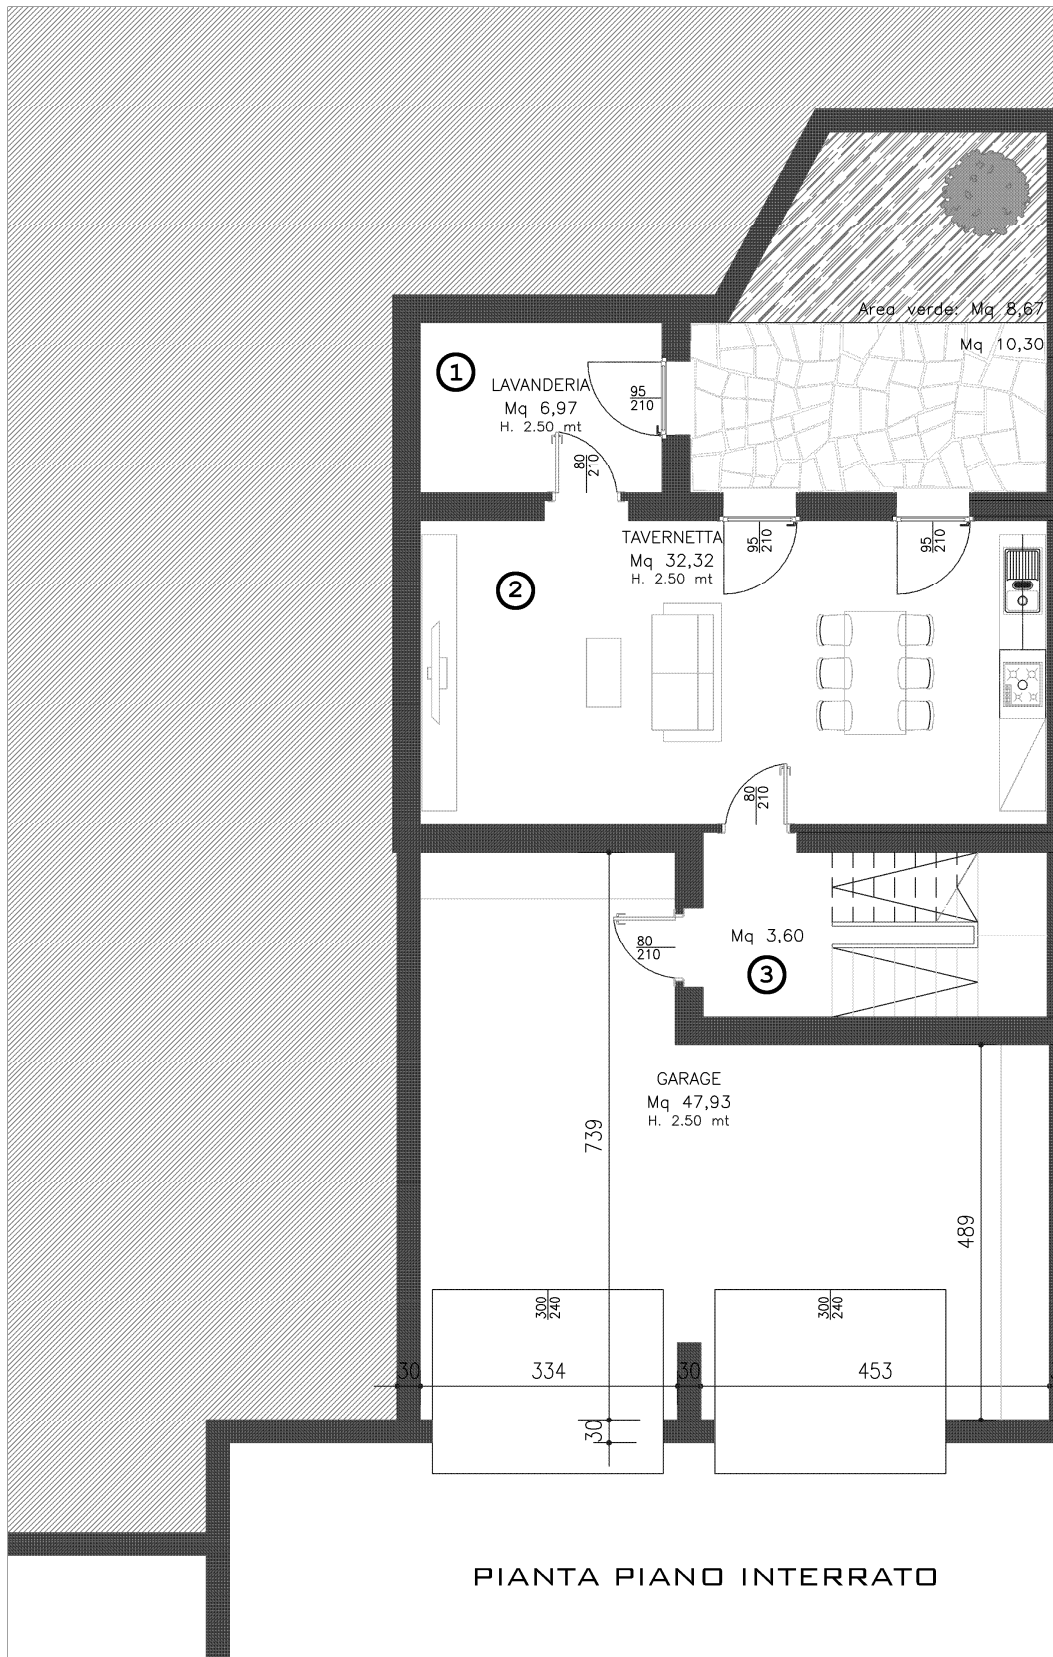 Area verde: Mq 8,67
Mq 10,30
1
LAVANDERIA
Mq 6,97
H. 2.50 mt
95
210
80
210
TAVERNETTA
Mq 32,32
H. 2.50 mt
95
210
95
210
2
80
210
80
210
Mq 3,60
3
GARAGE
Mq 47,93
H. 2.50 mt
739
489
300
240
300
240
30
334
30
453
30
PIANTA PIANO INTERRATO